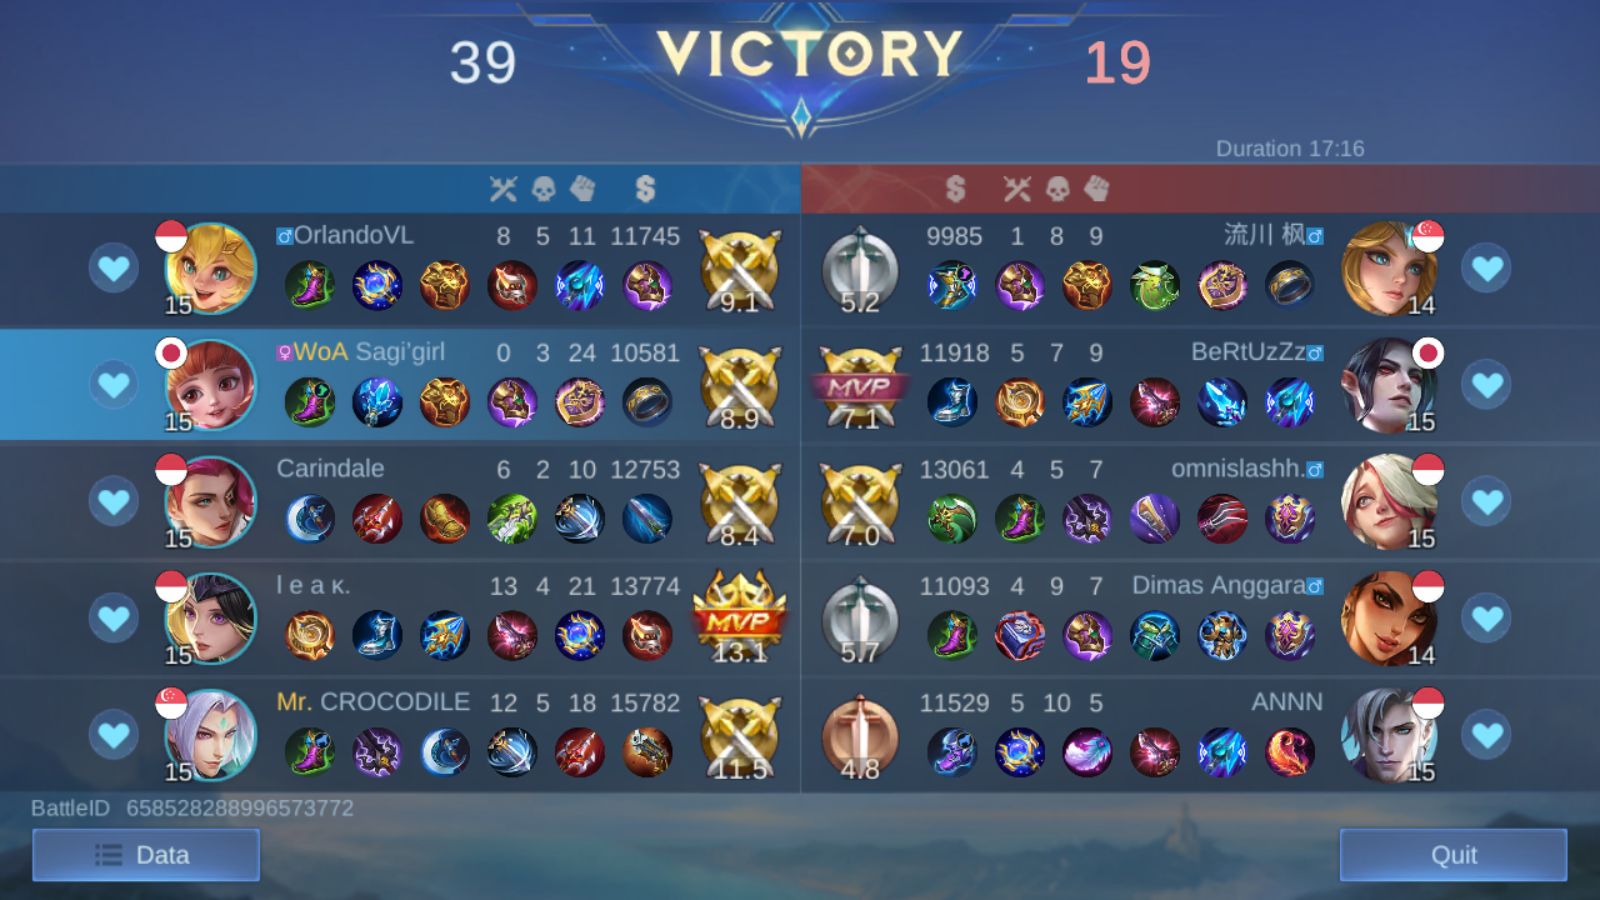 39 VICTORY 19
Duration 17:16
OrlandoVL 8 5 11 11745
15 9.1
5.2 9985 1 8 9 流川 枫 14
WoA Sagi'girl 0 3 24 10581
15 8.9
MVP 7.1 11918 5 7 9 BeRtUzZz 15
Carindale 6 2 10 12753
15 8.4
7.0 13061 4 5 7 omnislashh. 15
l e a ĸ. 13 4 21 13774
15 MVP 13.1
5.7 11093 4 9 7 Dimas Anggara 14
Mr. CROCODILE 12 5 18 15782
15 11.5
4.8 11529 5 10 5 ANNN 15
BattleID 658528288996573772
Data
Quit